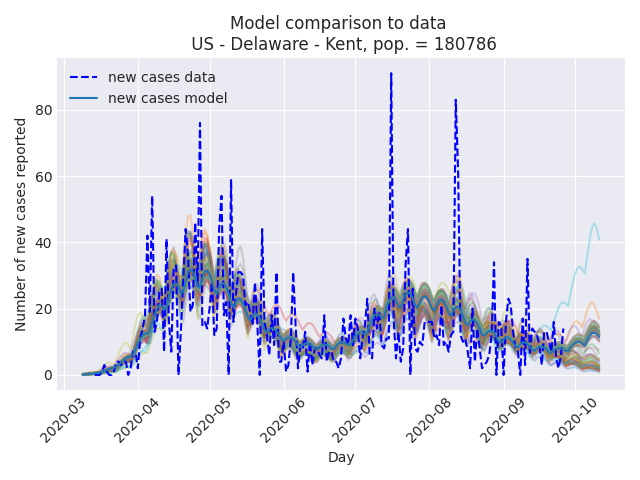 Model comparison to data
US - Delaware - Kent, pop. = 180786
new cases data
new cases model
Number of new cases reported
80
60
40
20
0
2020-03
2020-04
2020-05
2020-06
2020-07
2020-08
2020-09
2020-10
Day